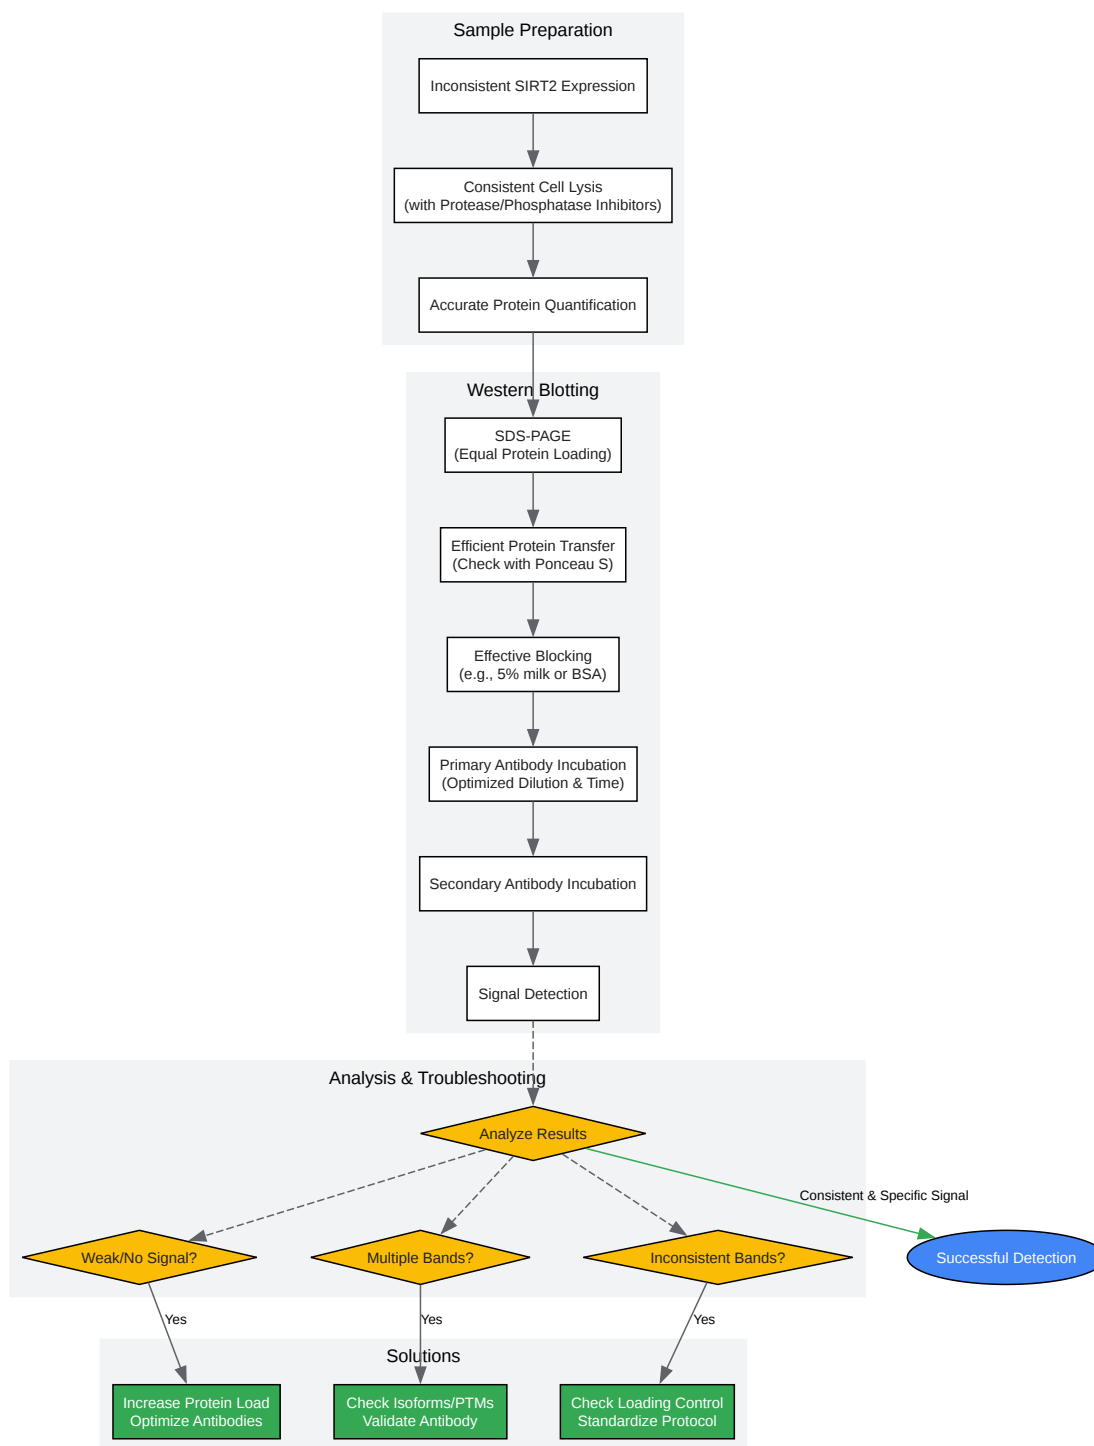 Sample Preparation
Inconsistent SIRT2 Expression
Consistent Cell Lysis
(with Protease/Phosphatase Inhibitors)
Accurate Protein Quantification
Western Blotting
SDS-PAGE
(Equal Protein Loading)
Efficient Protein Transfer
(Check with Ponceau S)
Effective Blocking
(e.g., 5% milk or BSA)
Primary Antibody Incubation
(Optimized Dilution & Time)
Secondary Antibody Incubation
Signal Detection
Analysis & Troubleshooting
Analyze Results
Consistent & Specific Signal
Weak/No Signal?
Multiple Bands?
Inconsistent Bands?
Successful Detection
Yes
Yes
Yes
Solutions
Increase Protein Load
Optimize Antibodies
Check Isoforms/PTMs
Validate Antibody
Check Loading Control
Standardize Protocol